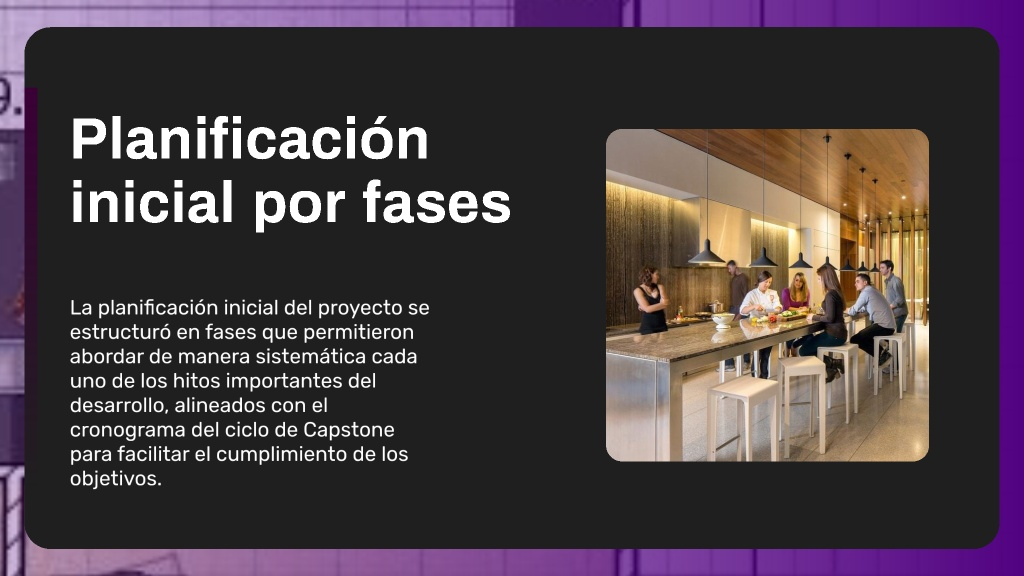 9.
Planificación
inicial por fases
La planificación inicial del proyecto se
estructuró en fases que permitieron
abordar de manera sistemática cada
uno de los hitos importantes del
desarrollo, alineados con el
cronograma del ciclo de Capstone
para facilitar el cumplimiento de los
objetivos.